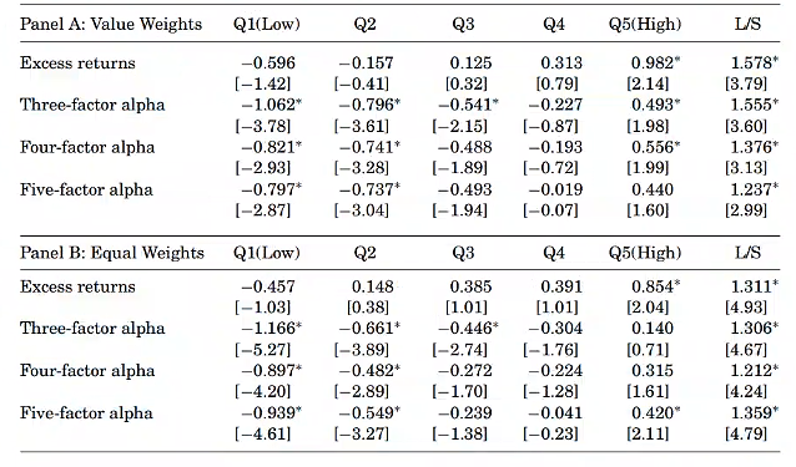 Panel A: Value Weights Q1(Low) Q2 Q3 Q4 Q5(High) L/S
Excess returns −0.596 −0.157 0.125 0.313 0.982* 1.578*
[−1.42] [−0.41] [0.32] [0.79] [2.14] [3.79]
Three-factor alpha −1.062* −0.796* −0.541* −0.227 0.493* 1.555*
[−3.78] [−3.61] [−2.15] [−0.87] [1.98] [3.60]
Four-factor alpha −0.821* −0.741* −0.488 −0.193 0.556* 1.376*
[−2.93] [−3.28] [−1.89] [−0.72] [1.99] [3.13]
Five-factor alpha −0.797* −0.737* −0.493 −0.019 0.440 1.237*
[−2.87] [−3.04] [−1.94] [−0.07] [1.60] [2.99]
Panel B: Equal Weights Q1(Low) Q2 Q3 Q4 Q5(High) L/S
Excess returns −0.457 0.148 0.385 0.391 0.854* 1.311*
[−1.03] [0.38] [1.01] [1.01] [2.04] [4.93]
Three-factor alpha −1.166* −0.661* −0.446* −0.304 0.140 1.306*
[−5.27] [−3.89] [−2.74] [−1.76] [0.71] [4.67]
Four-factor alpha −0.897* −0.482* −0.272 −0.224 0.315 1.212*
[−4.20] [−2.89] [−1.70] [−1.28] [1.61] [4.24]
Five-factor alpha −0.939* −0.549* −0.239 −0.041 0.420* 1.359*
[−4.61] [−3.27] [−1.38] [−0.23] [2.11] [4.79]